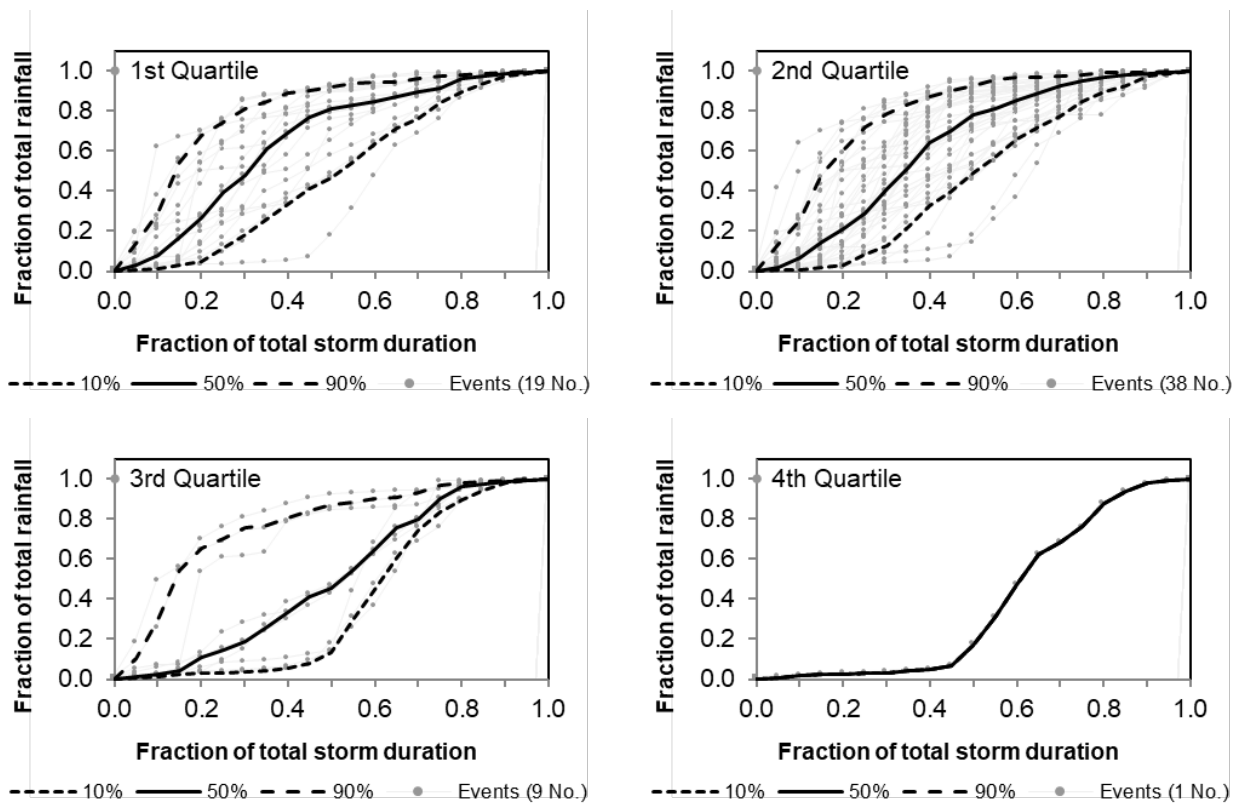 1st Quartile
Fraction of total rainfall
1.0
0.8
0.6
0.4
0.2
0.0
0.0 0.2 0.4 0.6 0.8 1.0
Fraction of total storm duration
10% 50% 90% Events (19 No.)
2nd Quartile
Fraction of total rainfall
1.0
0.8
0.6
0.4
0.2
0.0
0.0 0.2 0.4 0.6 0.8 1.0
Fraction of total storm duration
10% 50% 90% Events (38 No.)
3rd Quartile
Fraction of total rainfall
1.0
0.8
0.6
0.4
0.2
0.0
0.0 0.2 0.4 0.6 0.8 1.0
Fraction of total storm duration
10% 50% 90% Events (9 No.)
4th Quartile
Fraction of total rainfall
1.0
0.8
0.6
0.4
0.2
0.0
0.0 0.2 0.4 0.6 0.8 1.0
Fraction of total storm duration
10% 50% 90% Events (1 No.)